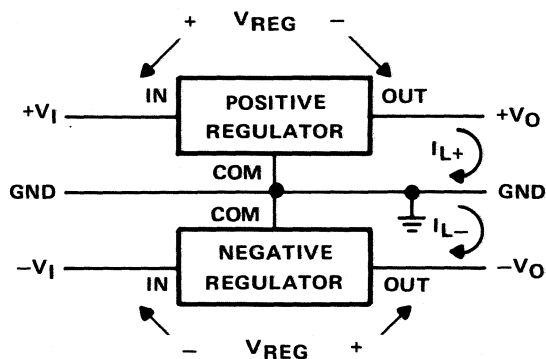 + VREG −
IN POSITIVE REGULATOR OUT
+VI +VO
COM IL+
GND GND
COM IL−
NEGATIVE REGULATOR
−VI IN OUT −VO
− VREG +